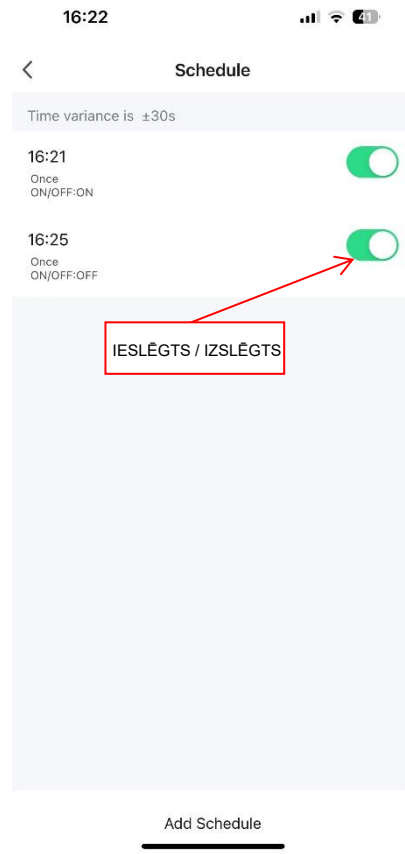 16:22
41
Schedule
Time variance is ±30s
16:21
Once
ON/OFF:ON
16:25
Once
ON/OFF:OFF
IESLĒGTS / IZSLĒGTS
Add Schedule